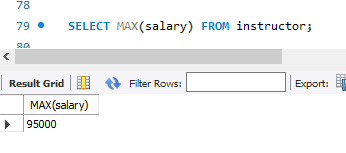 78
79 SELECT MAX(salary) FROM instructor;
80
Result Grid Filter Rows: Export:
MAX(salary)
95000